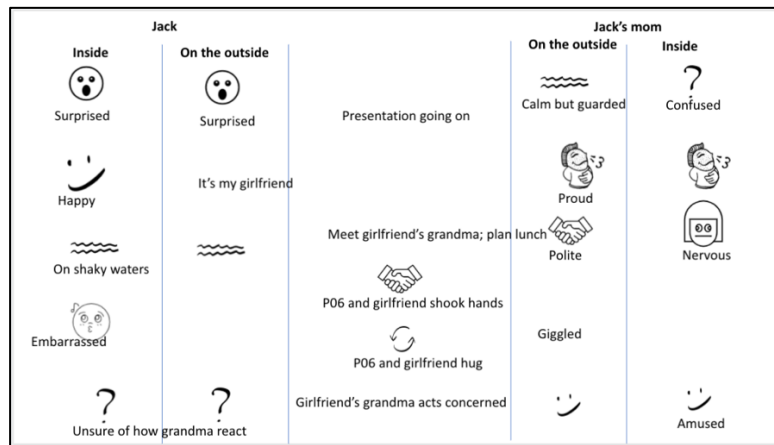 Jack
Jack's mom
Inside
On the outside
On the outside
Inside
Surprised
Surprised
Presentation going on
Calm but guarded
Confused
Happy
It's my girlfriend
Proud
Meet girlfriend's grandma; plan lunch
Polite
Nervous
On shaky waters
P06 and girlfriend shook hands
Embarrassed
Giggled
P06 and girlfriend hug
Girlfriend's grandma acts concerned
Amused
Unsure of how grandma react